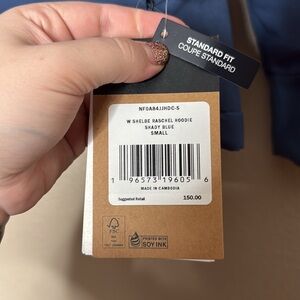 STANDARD FIT
COUPE STANDARD
NF0A84JJHDC-S
W SHELBE RASCHEL HOODIE
SHADY BLUE
SMALL
1 96573 19605 6
MADE IN CAMBODIA
Suggested Retail 150.00
FSC
PRINTED WITH
SOY INK